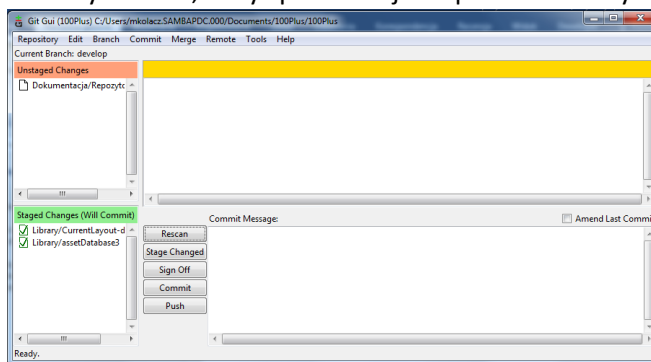 Git Gui (100Plus) C:/Users/mkolacz.SAMBAPDC.000/Documents/100Plus/100Plus
Repository Edit Branch Commit Merge Remote Tools Help
Current Branch: develop
Unstaged Changes
Dokumentacja/Repozytc
Staged Changes (Will Commit)
Library/CurrentLayout-d
Library/assetDatabase3
Commit Message:
Amend Last Commi
Rescan
Stage Changed
Sign Off
Commit
Push
Ready.